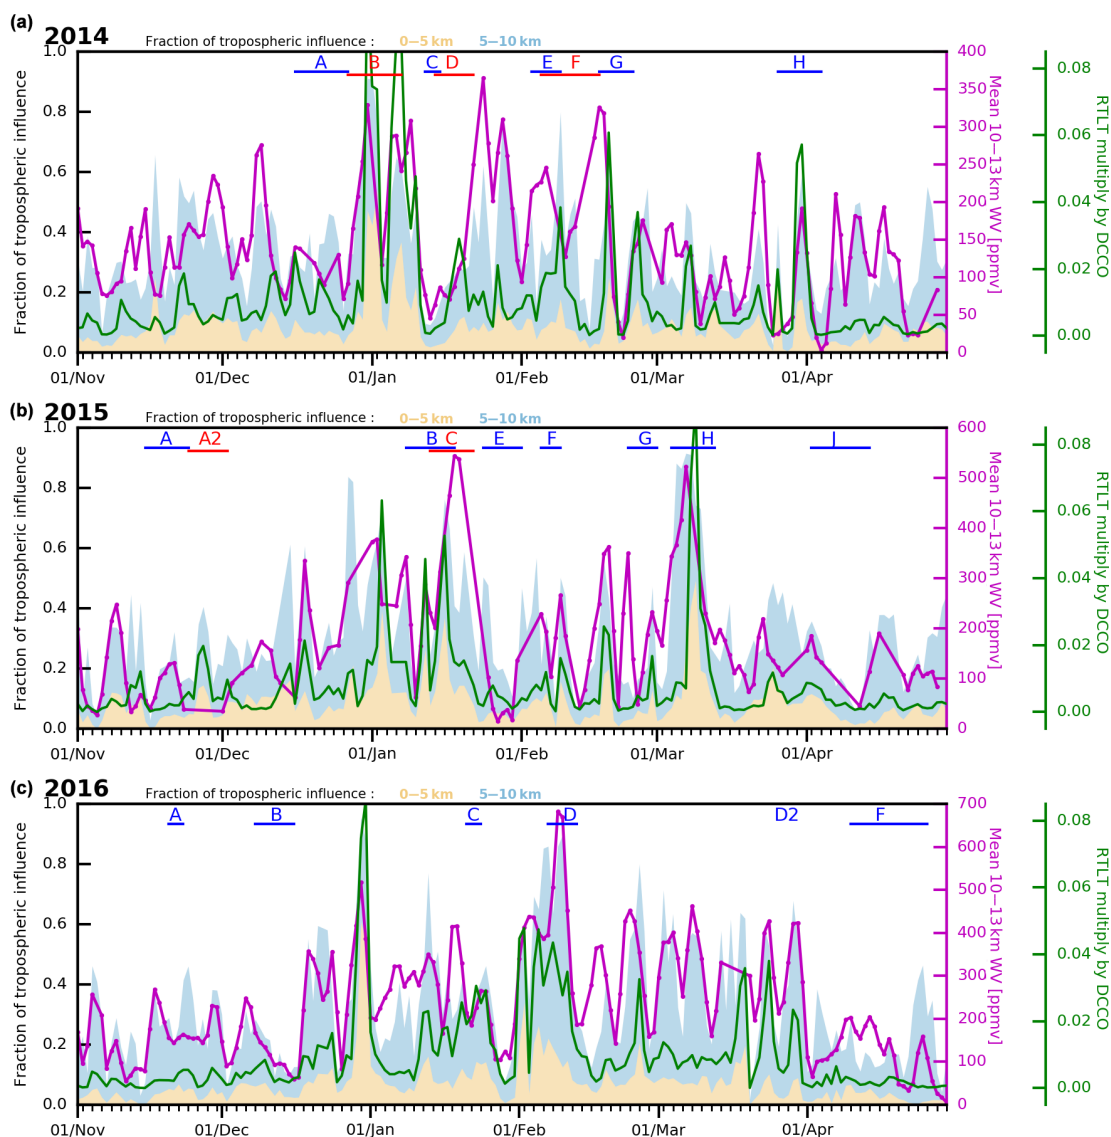 (a) 2014
Fraction of tropospheric influence : 0−5 km 5−10 km
A B C D E F G H
Fraction of tropospheric influence
1.0
0.8
0.6
0.4
0.2
0.0
400
350
300
250
200
150
100
50
0
Mean 10−13 km WV [ppmv]
0.08
0.06
0.04
0.02
0.00
RTLT multiply by DCCO
01/Nov 01/Dec 01/Jan 01/Feb 01/Mar 01/Apr
(b) 2015
Fraction of tropospheric influence : 0−5 km 5−10 km
A A2 B C E F G H J
Fraction of tropospheric influence
1.0
0.8
0.6
0.4
0.2
0.0
600
500
400
300
200
100
0
Mean 10−13 km WV [ppmv]
0.08
0.06
0.04
0.02
0.00
RTLT multiply by DCCO
01/Nov 01/Dec 01/Jan 01/Feb 01/Mar 01/Apr
(c) 2016
Fraction of tropospheric influence : 0−5 km 5−10 km
A B C D D2 F
Fraction of tropospheric influence
1.0
0.8
0.6
0.4
0.2
0.0
700
600
500
400
300
200
100
0
Mean 10−13 km WV [ppmv]
0.08
0.06
0.04
0.02
0.00
RTLT multiply by DCCO
01/Nov 01/Dec 01/Jan 01/Feb 01/Mar 01/Apr